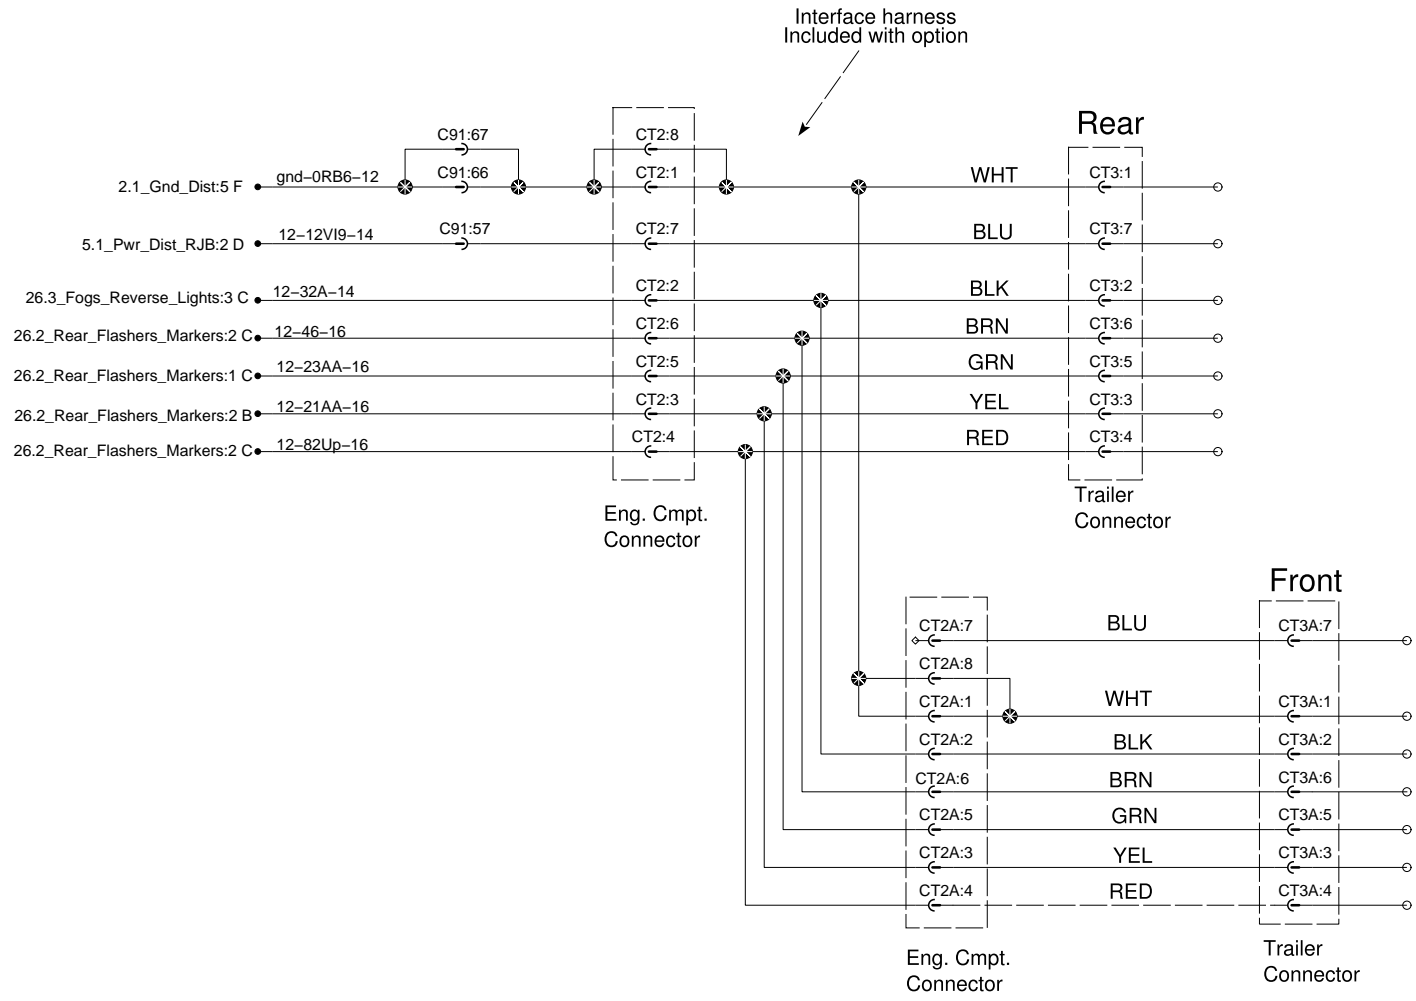 Interface harness
Included with option
Rear
C91:67
CT2:8
2.1_Gnd_Dist:5 F
gnd–0RB6–12
C91:66
CT2:1
WHT
CT3:1
5.1_Pwr_Dist_RJB:2 D
12–12VI9–14
C91:57
CT2:7
BLU
CT3:7
26.3_Fogs_Reverse_Lights:3 C
12–32A–14
CT2:2
BLK
CT3:2
26.2_Rear_Flashers_Markers:2 C
12–46–16
CT2:6
BRN
CT3:6
26.2_Rear_Flashers_Markers:1 C
12–23AA–16
CT2:5
GRN
CT3:5
26.2_Rear_Flashers_Markers:2 B
12–21AA–16
CT2:3
YEL
CT3:3
26.2_Rear_Flashers_Markers:2 C
12–82Up–16
CT2:4
RED
CT3:4
Eng. Cmpt.
Connector
Trailer
Connector
Front
CT2A:7
BLU
CT3A:7
CT2A:8
CT2A:1
WHT
CT3A:1
CT2A:2
BLK
CT3A:2
CT2A:6
BRN
CT3A:6
CT2A:5
GRN
CT3A:5
CT2A:3
YEL
CT3A:3
CT2A:4
RED
CT3A:4
Eng. Cmpt.
Connector
Trailer
Connector